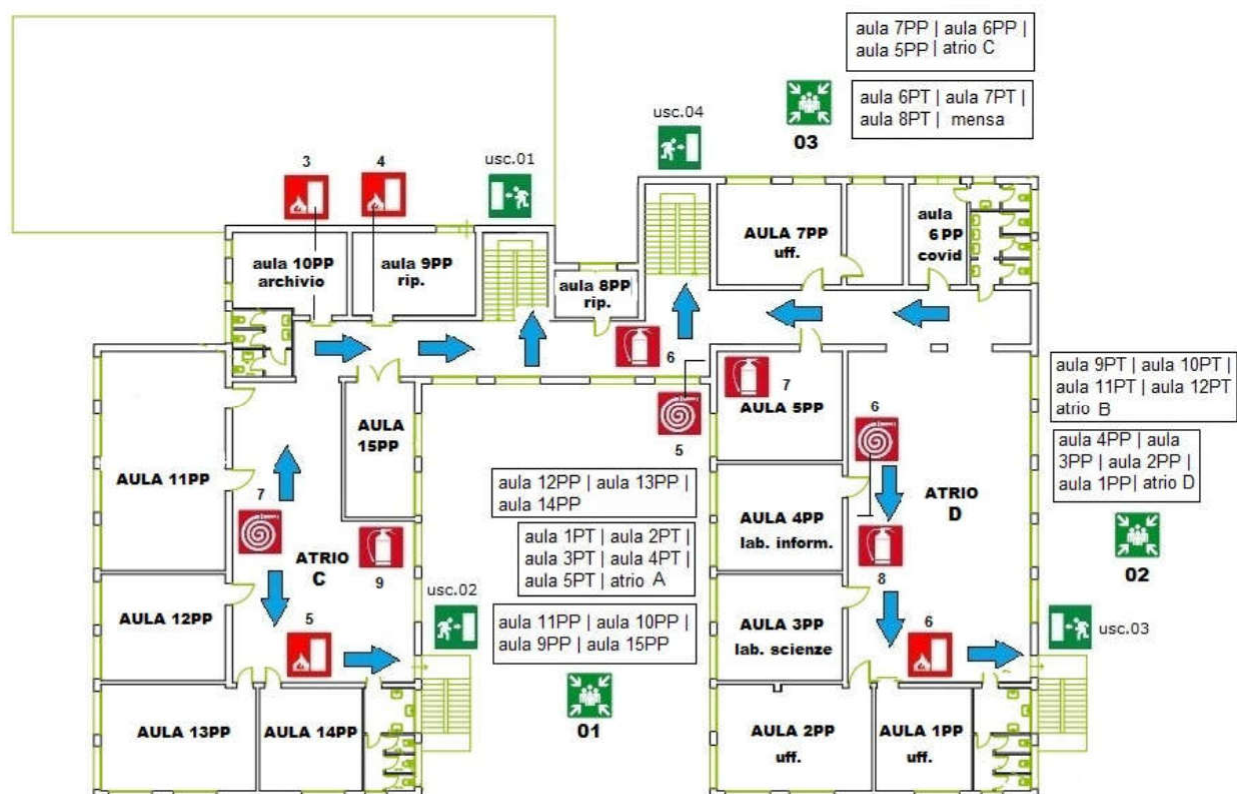 aula 7PP | aula 6PP |
aula 5PP | atrio C
aula 6PT | aula 7PT |
aula 8PT | mensa
03
usc.04
usc.01
3
4
aula 10PP
archivio
aula 9PP
rip.
aula 8PP
rip.
AULA 7PP
uff.
aula
6PP
covid
6
7
5
AULA 5PP
6
AULA
15PP
AULA 11PP
7
ATRIO
C
9
aula 12PP | aula 13PP |
aula 14PP
aula 1PT | aula 2PT |
aula 3PT | aula 4PT |
aula 5PT | atrio A
aula 11PP | aula 10PP |
aula 9PP | aula 15PP
01
AULA 4PP
lab. inform.
ATRIO
D
8
aula 9PT | aula 10PT |
aula 11PT | aula 12PT
atrio B
aula 4PP | aula
3PP | aula 2PP |
aula 1PP | atrio D
02
AULA 12PP
5
usc.02
AULA 3PP
lab. scienze
6
usc.03
AULA 13PP
AULA 14PP
AULA 2PP
uff.
AULA 1PP
uff.